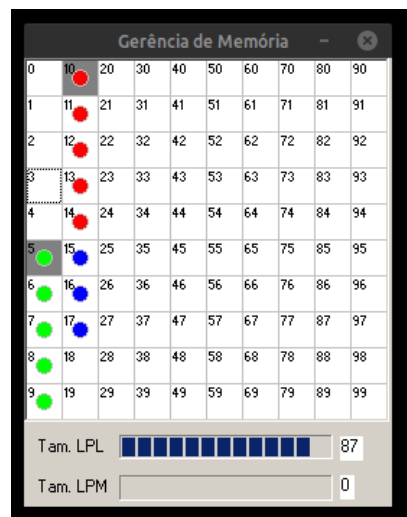 Gerência de Memória
0 10 20 30 40 50 60 70 80 90
1 11 21 31 41 51 61 71 81 91
2 12 22 32 42 52 62 72 82 92
3 13 23 33 43 53 63 73 83 93
4 14 24 34 44 54 64 74 84 94
5 15 25 35 45 55 65 75 85 95
6 16 26 36 46 56 66 76 86 96
7 17 27 37 47 57 67 77 87 97
8 18 28 38 48 58 68 78 88 98
9 19 29 39 49 59 69 79 89 99
Tam. LPL 87
Tam. LPM 0